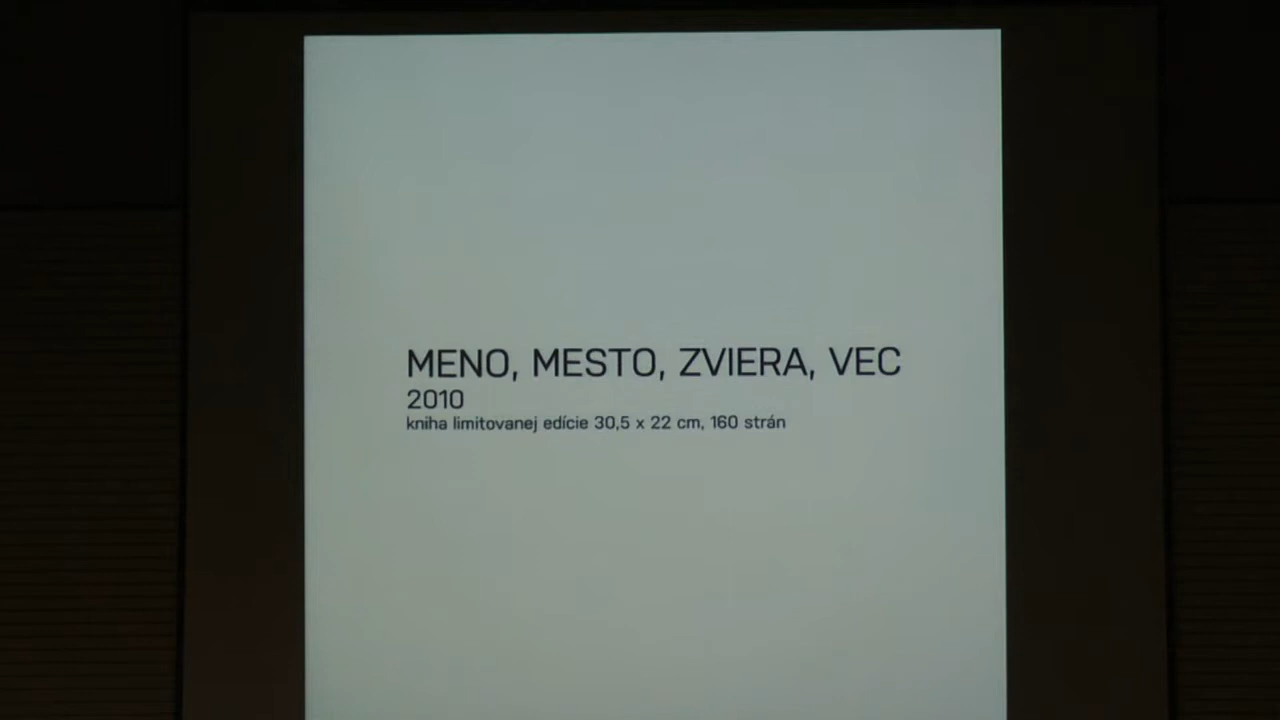 MENO, MESTO, ZVIERA, VEC
2010
kniha limitovanej edície 30,5 x 22 cm, 160 strán